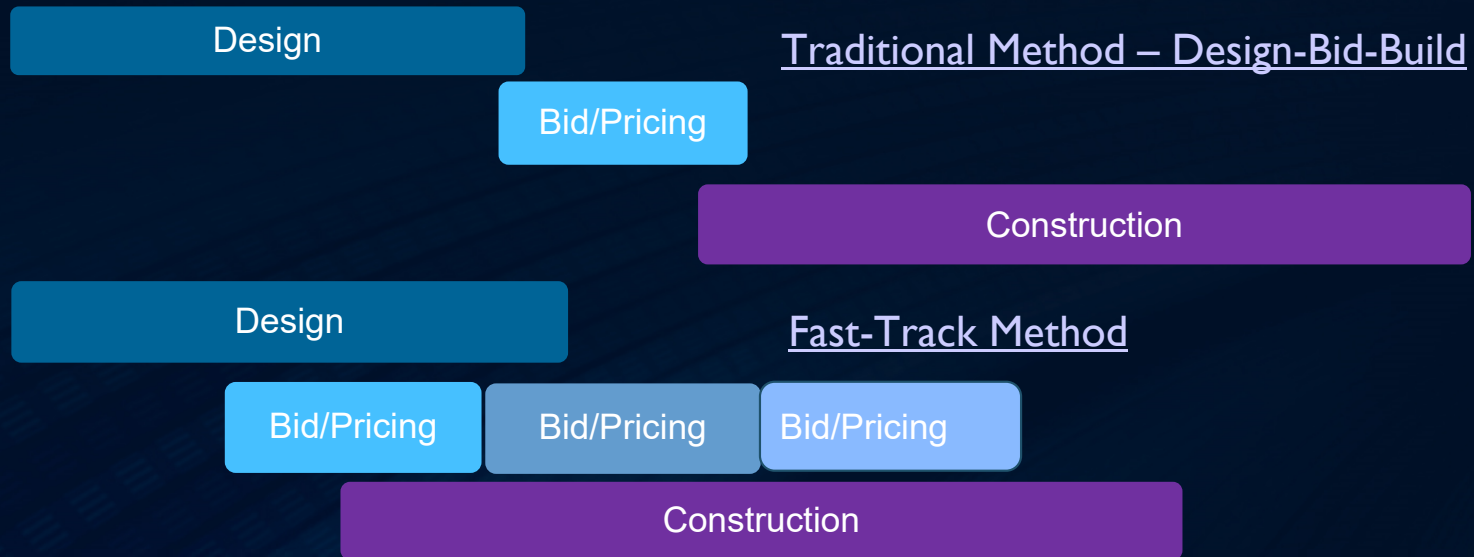 Design
Traditional Method – Design-Bid-Build
Bid/Pricing
Construction
Design
Fast-Track Method
Bid/Pricing
Bid/Pricing
Bid/Pricing
Construction